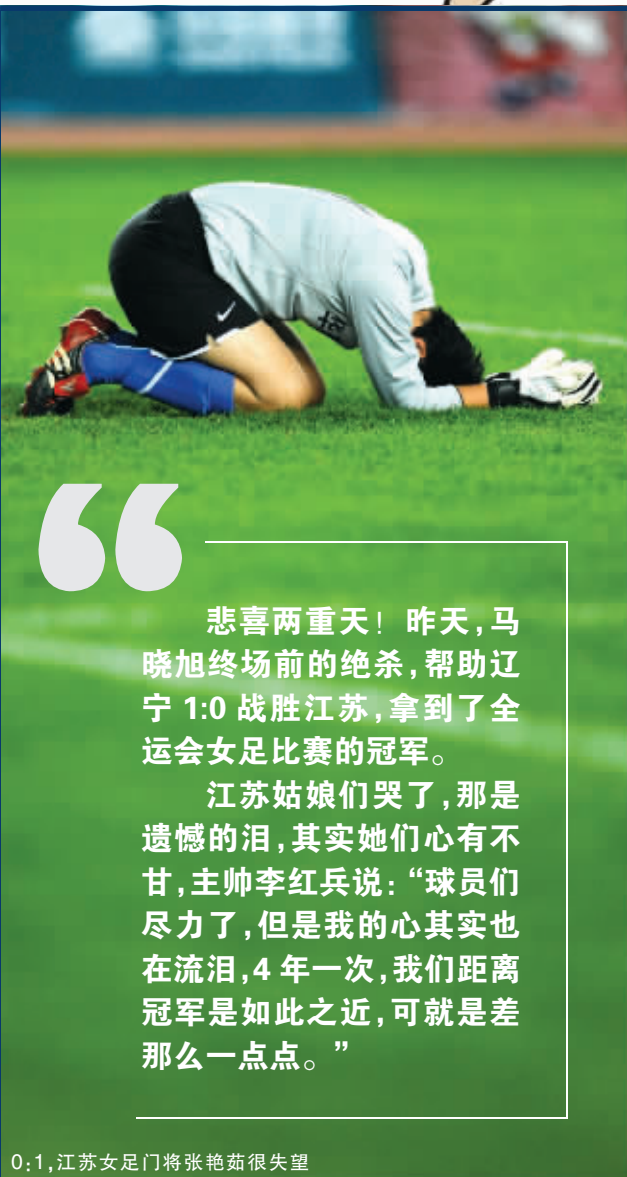 “
悲喜两重天！昨天，马
晓旭终场前的绝杀，帮助辽
宁 1:0 战胜江苏，拿到了全
运会女足比赛的冠军。
江苏姑娘们哭了，那是
遗憾的泪，其实她们心有不
甘，主帅李红兵说：“球员们
尽力了，但是我的心其实也
在流泪，4 年一次，我们距离
冠军是如此之近，可就是差
那么一点点。”
0:1，江苏女足门将张艳茹很失望